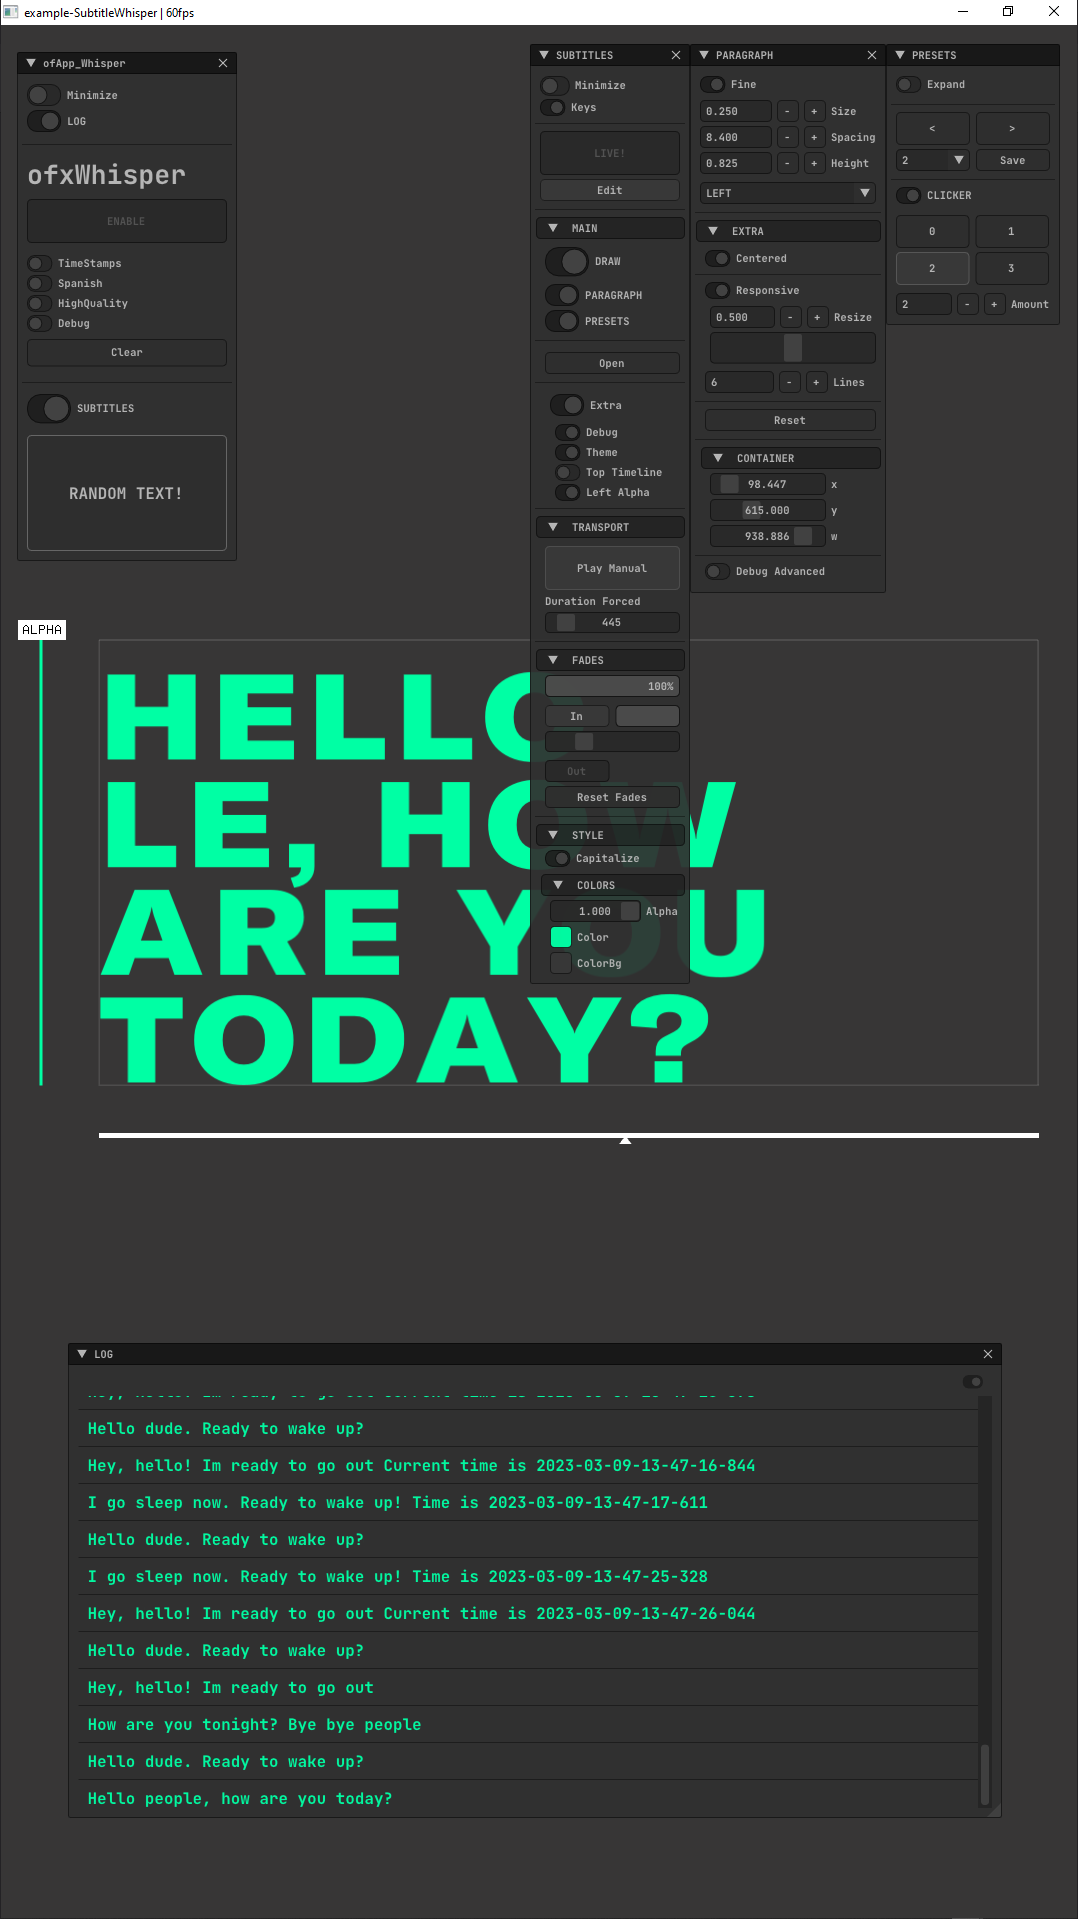 example-SubtitleWhisper | 60fps
ofApp_Whisper
Minimize
LOG
ofxWhisper
ENABLE
TimeStamps
Spanish
HighQuality
Debug
Clear
SUBTITLES
RANDOM TEXT!
SUBTITLES
Minimize
Keys
LIVE!
Edit
MAIN
DRAW
PARAGRAPH
PRESETS
Open
Extra
Debug
Theme
Top Timeline
Left Alpha
TRANSPORT
Play Manual
Duration Forced
445
FADES
100%
In
Out
Reset Fades
STYLE
Capitalize
COLORS
1.000 Alpha
Color
ColorBg
PARAGRAPH
Fine
0.250 - + Size
8.400 - + Spacing
0.825 - + Height
LEFT
EXTRA
Centered
Responsive
0.500 - + Resize
6 - + Lines
Reset
CONTAINER
98.447 x
615.000 y
938.886 w
Debug Advanced
PRESETS
Expand
< >
2 Save
CLICKER
0 1
2 3
2 - + Amount
ALPHA
HELLO
LE, HOW
ARE YOU
TODAY?
LOG
Hello dude. Ready to wake up?
Hey, hello! Im ready to go out Current time is 2023-03-09-13-47-16-844
I go sleep now. Ready to wake up! Time is 2023-03-09-13-47-17-611
Hello dude. Ready to wake up?
I go sleep now. Ready to wake up! Time is 2023-03-09-13-47-25-328
Hey, hello! Im ready to go out Current time is 2023-03-09-13-47-26-044
Hello dude. Ready to wake up?
Hey, hello! Im ready to go out
How are you tonight? Bye bye people
Hello dude. Ready to wake up?
Hello people, how are you today?